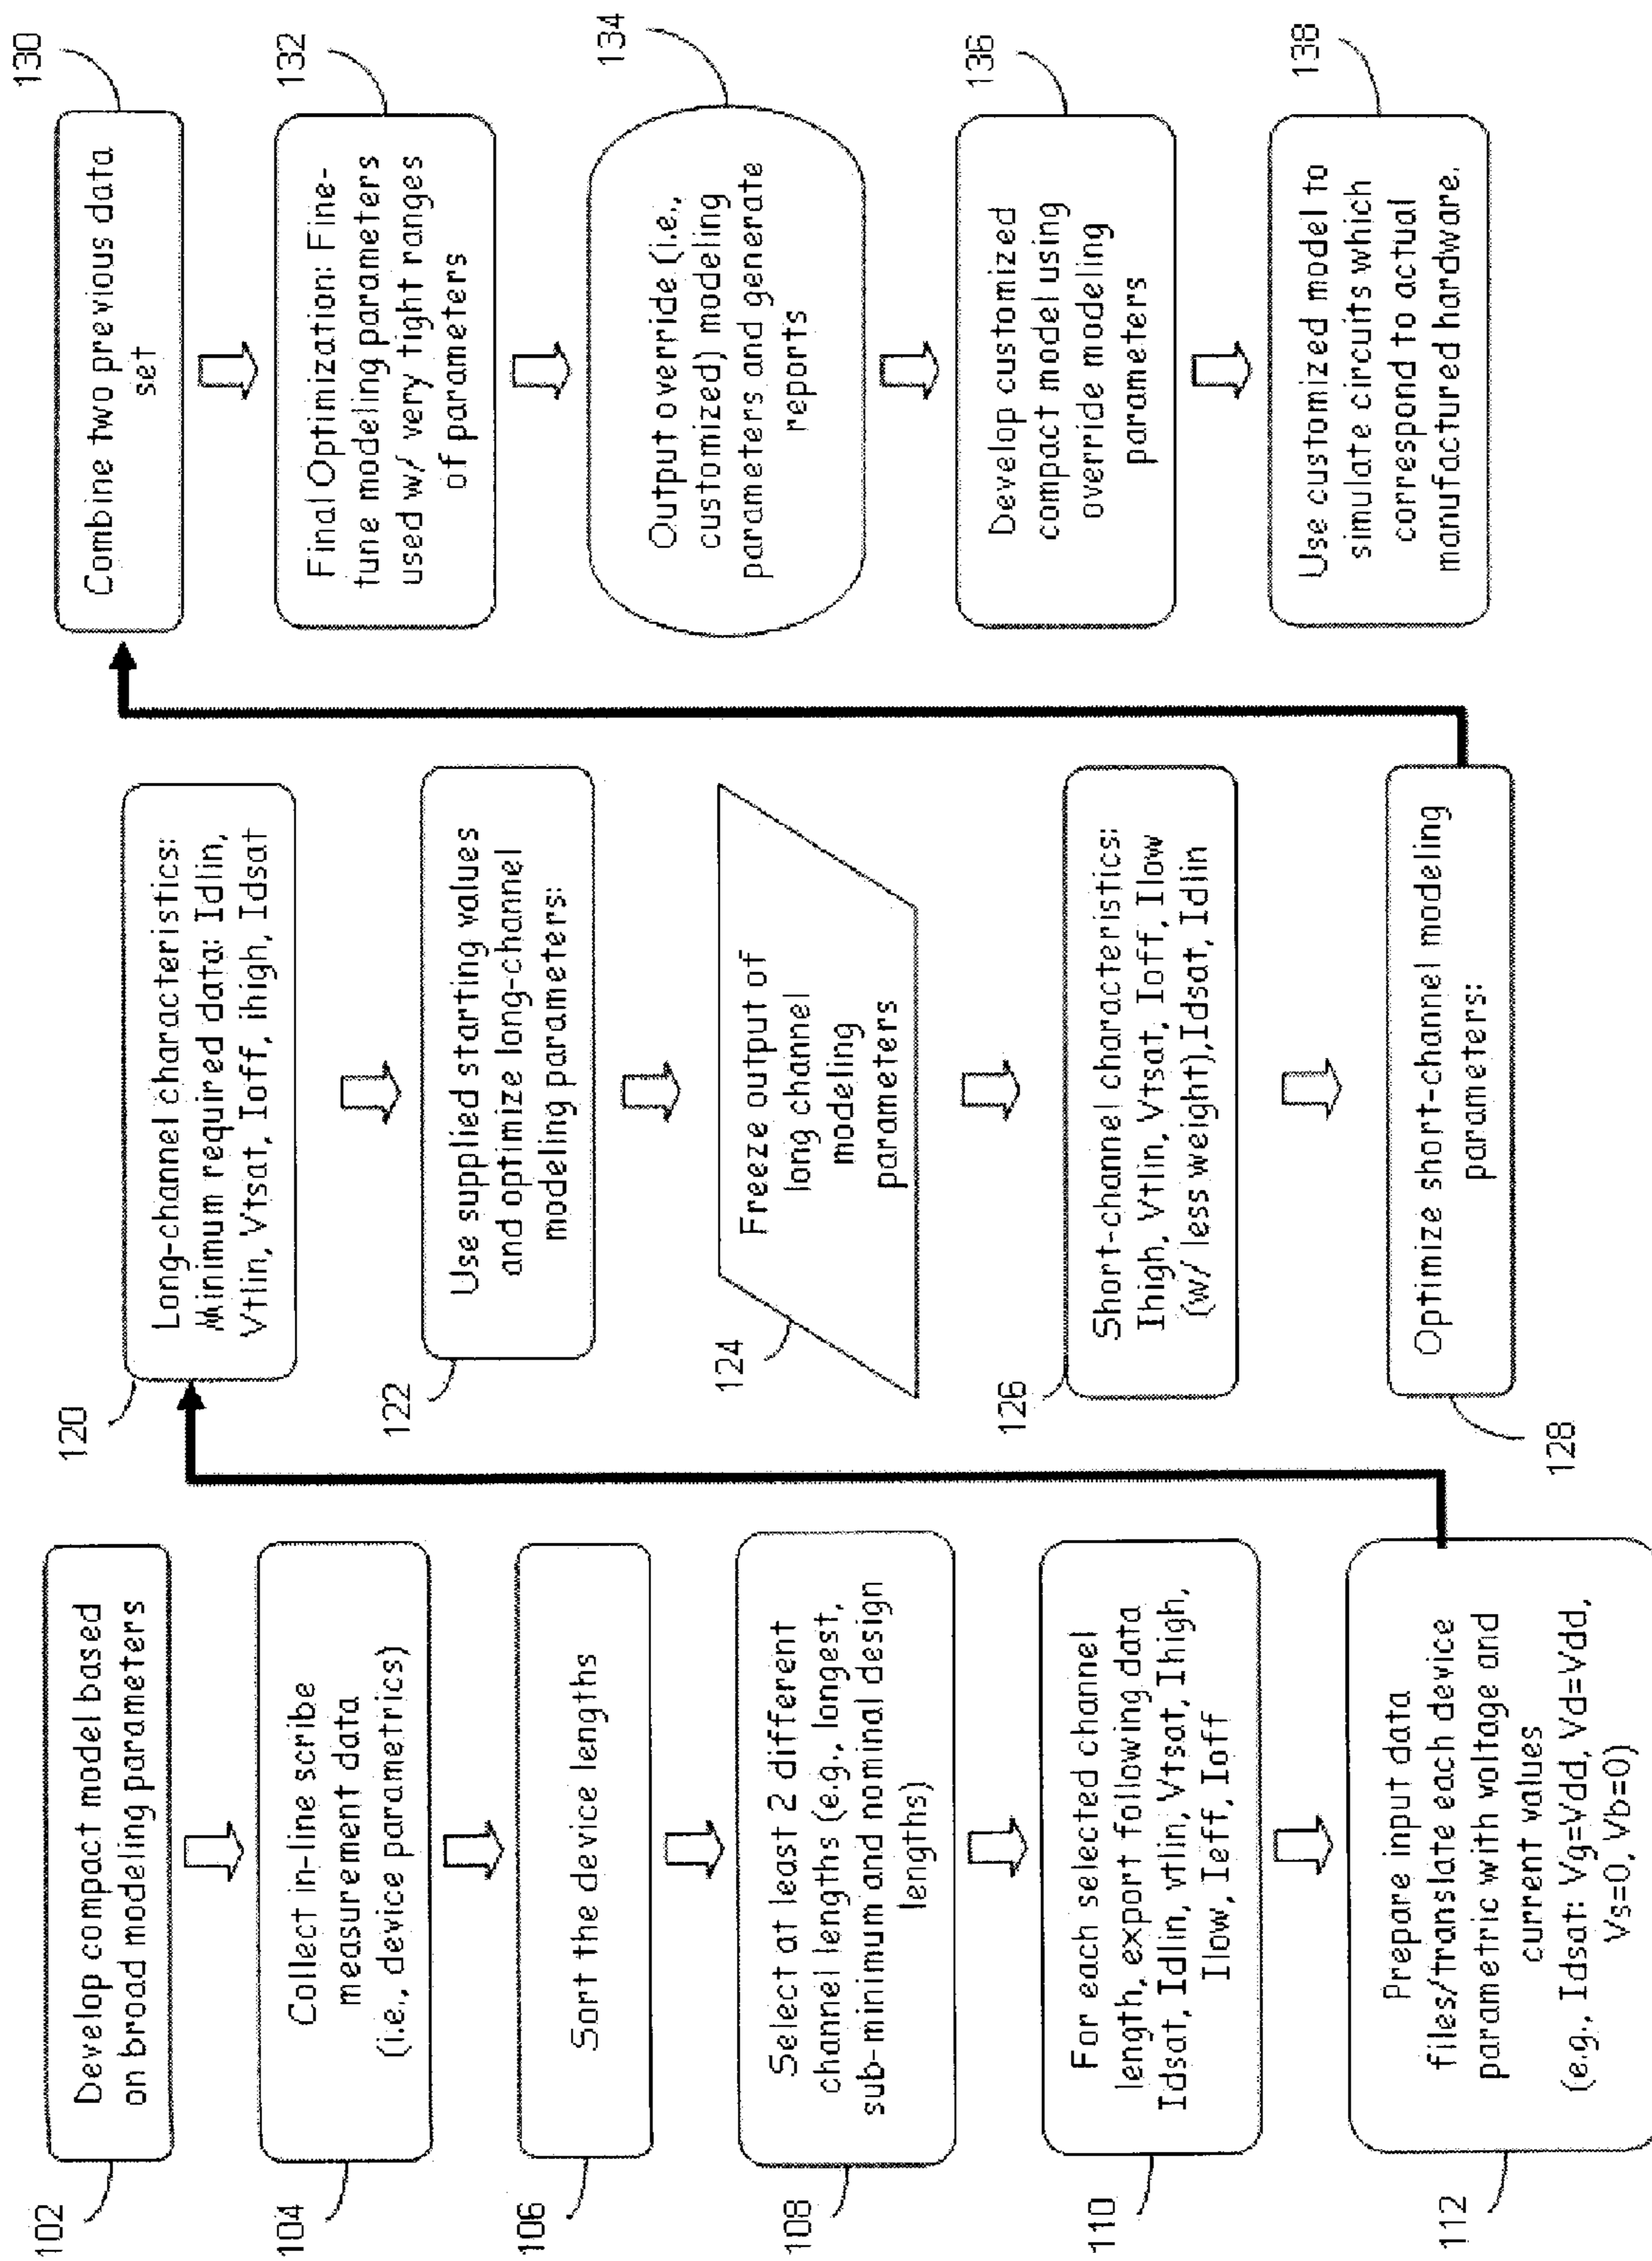 102
Develop compact model based
on broad modeling parameters
104
Collect in-line scribe
measurement data
(i.e., device parametrics)
106
Sort the device lengths
108
Select at least 2 different
channel lengths (e.g., longest,
sub-minimum and nominal design
lengths)
110
For each selected channel
length, export following data
Idsat, Idlin, vtlin, Vtsat, Ihigh,
Ilow, Ieff, Ioff
112
Prepare input data
files/translate each device
parametric with voltage and
current values
(e.g., Idsat: Vg=Vdd, Vd=Vdd,
Vs=0, Vb=0)
120
Long-channel characteristics:
Minimum required data: Idlin,
Vtlin, Vtsat, Ioff, ihigh, Idsat
122
Use supplied starting values
and optimize long-channel
modeling parameters:
124
Freeze output of
long channel
modeling
parameters
126
Short-channel characteristics:
Ihigh, Vtlin, Vtsat, Ioff, Ilow
(w/ less weight),Idsat, Idlin
128
Optimize short-channel modeling
parameters:
130
Combine two previous data
set
132
Final Optimization: Fine-
tune modeling parameters
used w/ very tight ranges
of parameters
134
Output override (i.e.,
customized) modeling
parameters and generate
reports
136
Develop customized
compact model using
override modeling
parameters
138
Use customized model to
simulate circuits which
correspond to actual
manufactured hardware.